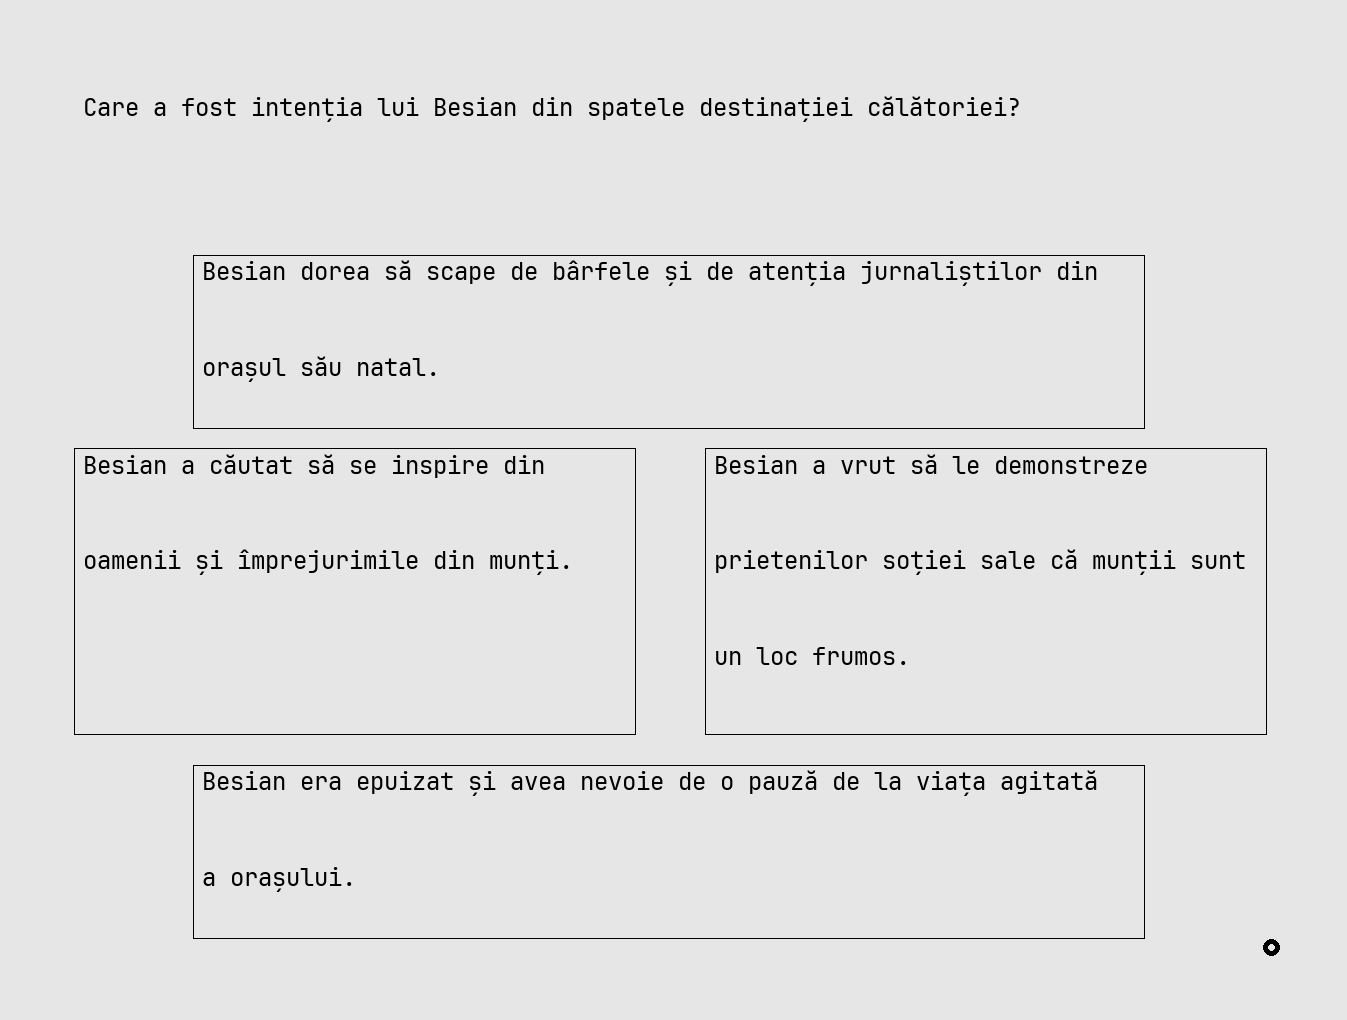 Care a fost intenția lui Besian din spatele destinației călătoriei?
Besian dorea să scape de bârfele și de atenția jurnaliștilor din
orașul său natal.
Besian a căutat să se inspire din
oamenii și împrejurimile din munți.
Besian a vrut să le demonstreze
prietenilor soției sale că munții sunt
un loc frumos.
Besian era epuizat și avea nevoie de o pauză de la viața agitată
a orașului.